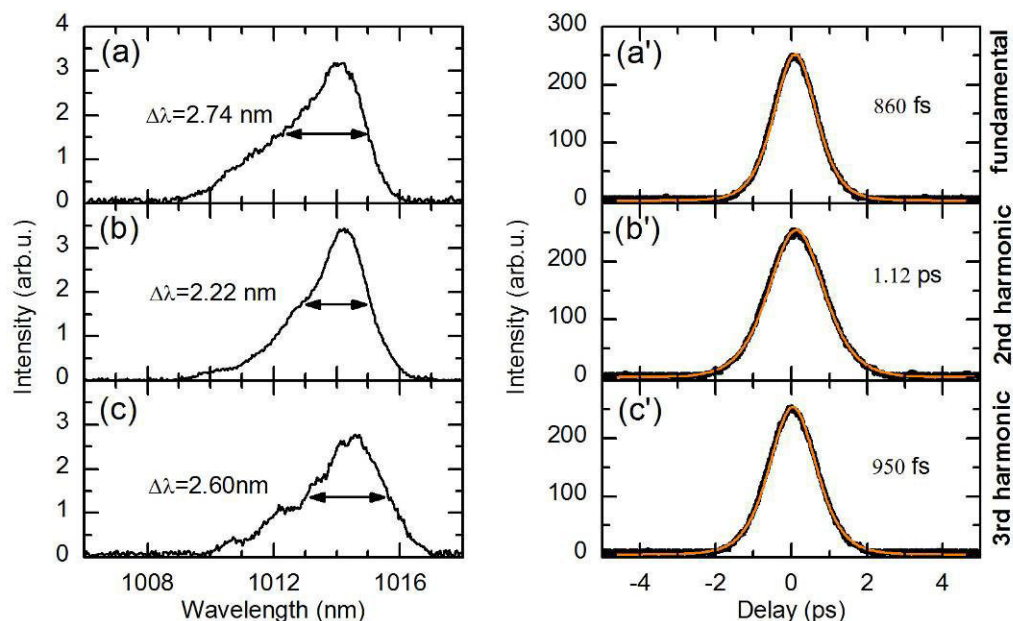 (a)
Δλ=2.74 nm
4
3
2
1
0
(b)
Δλ=2.22 nm
3
2
1
0
(c)
Δλ=2.60nm
3
2
1
0
1008
1012
1016
Wavelength (nm)
Intensity (arb.u.)
(a')
860 fs
300
200
100
0
fundamental
(b')
1.12 ps
200
100
0
2nd harmonic
(c')
950 fs
200
100
0
3rd harmonic
-4
-2
0
2
4
Delay (ps)
Intensity (arb.u.)